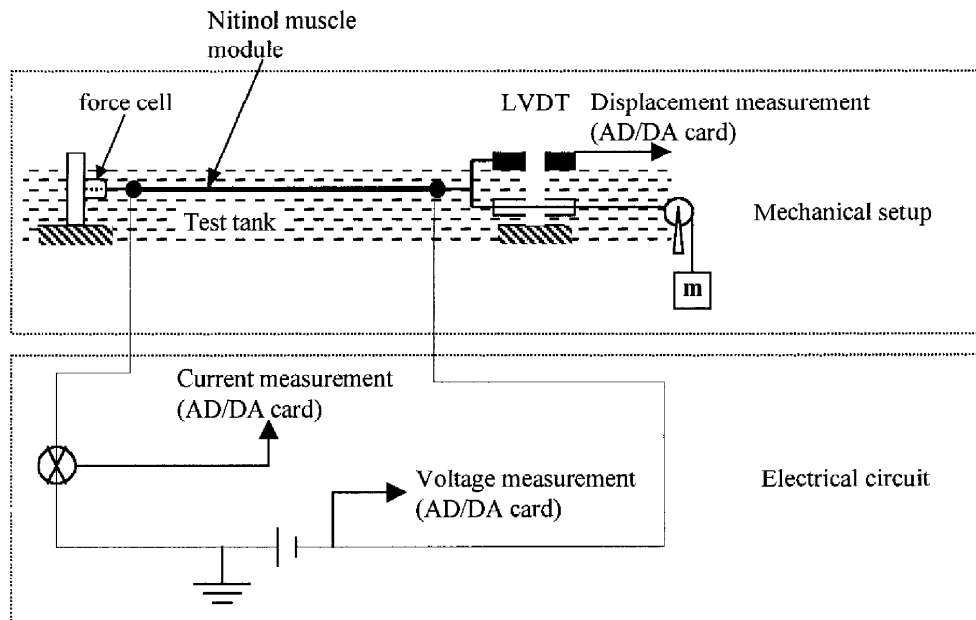 Nitinol muscle
module
force cell
LVDT
Displacement measurement
(AD/DA card)
Test tank
Mechanical setup
m
Current measurement
(AD/DA card)
Voltage measurement
(AD/DA card)
Electrical circuit